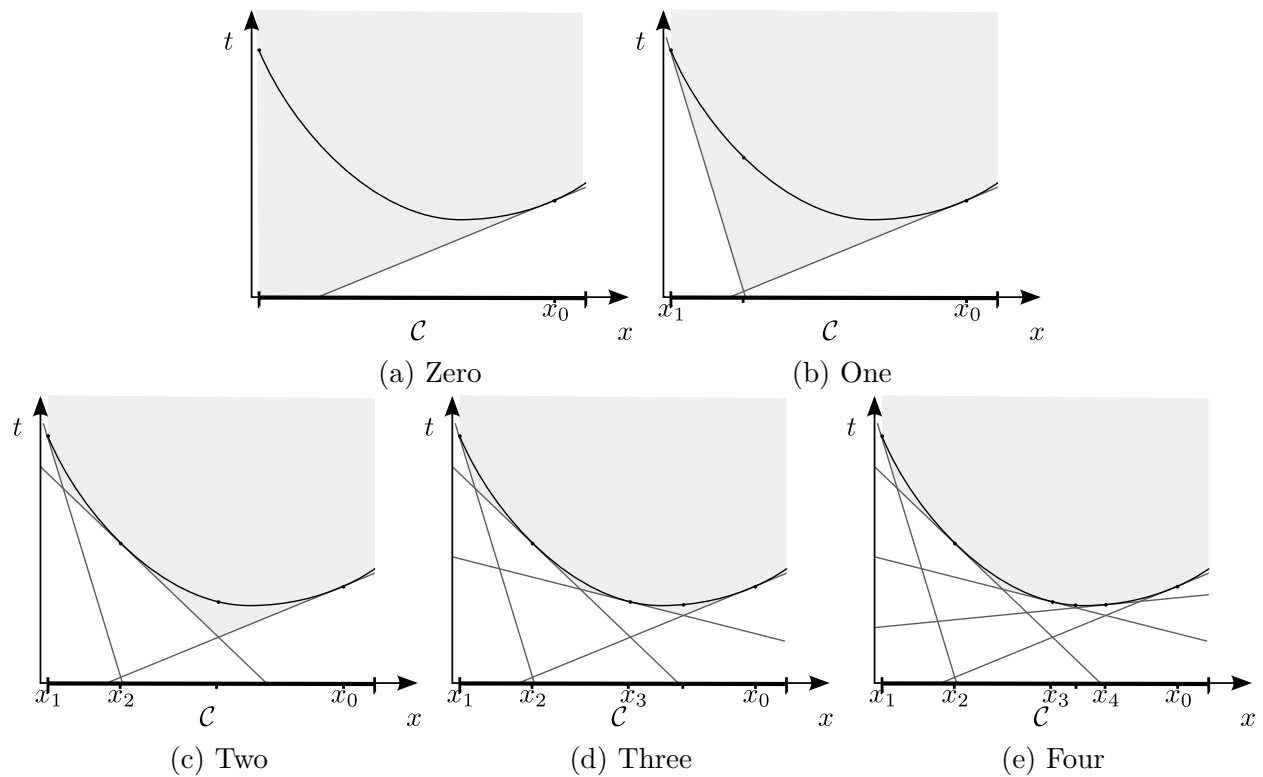 t t
x₀ x₁ x₀
𝒞 x 𝒞 x
(a) Zero (b) One
t t t
x₁ x₂ x₀ x₁ x₂ x₃ x₀ x₁ x₂ x₃ x₄ x₀
𝒞 x 𝒞 x 𝒞 x
(c) Two (d) Three (e) Four